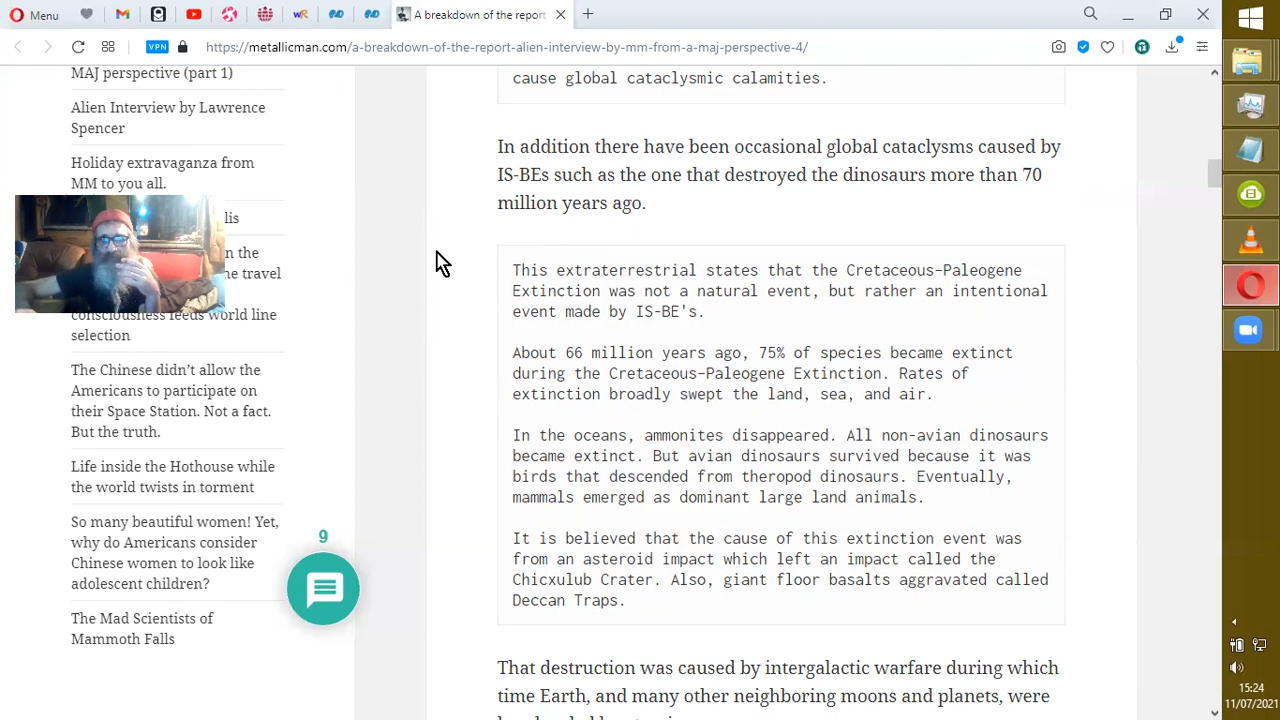 Menu
A breakdown of the report
VPN
https://metallicman.com/a-breakdown-of-the-report-alien-interview-by-mm-from-a-maj-perspective-4/
MAJ perspective (part 1)
Alien Interview by Lawrence
Spencer
Holiday extravaganza from
MM to you all.
lis
n the
ne travel
consciousness feeds world line
selection
The Chinese didn’t allow the
Americans to participate on
their Space Station. Not a fact.
But the truth.
Life inside the Hothouse while
the world twists in torment
So many beautiful women! Yet,
why do Americans consider
Chinese women to look like
adolescent children?
The Mad Scientists of
Mammoth Falls
9
cause global cataclysmic calamities.
In addition there have been occasional global cataclysms caused by
IS-BEs such as the one that destroyed the dinosaurs more than 70
million years ago.
This extraterrestrial states that the Cretaceous–Paleogene
Extinction was not a natural event, but rather an intentional
event made by IS-BE's.
About 66 million years ago, 75% of species became extinct
during the Cretaceous–Paleogene Extinction. Rates of
extinction broadly swept the land, sea, and air.
In the oceans, ammonites disappeared. All non-avian dinosaurs
became extinct. But avian dinosaurs survived because it was
birds that descended from theropod dinosaurs. Eventually,
mammals emerged as dominant large land animals.
It is believed that the cause of this extinction event was
from an asteroid impact which left an impact called the
Chicxulub Crater. Also, giant floor basalts aggravated called
Deccan Traps.
That destruction was caused by intergalactic warfare during which
time Earth, and many other neighboring moons and planets, were
15:24
11/07/2021